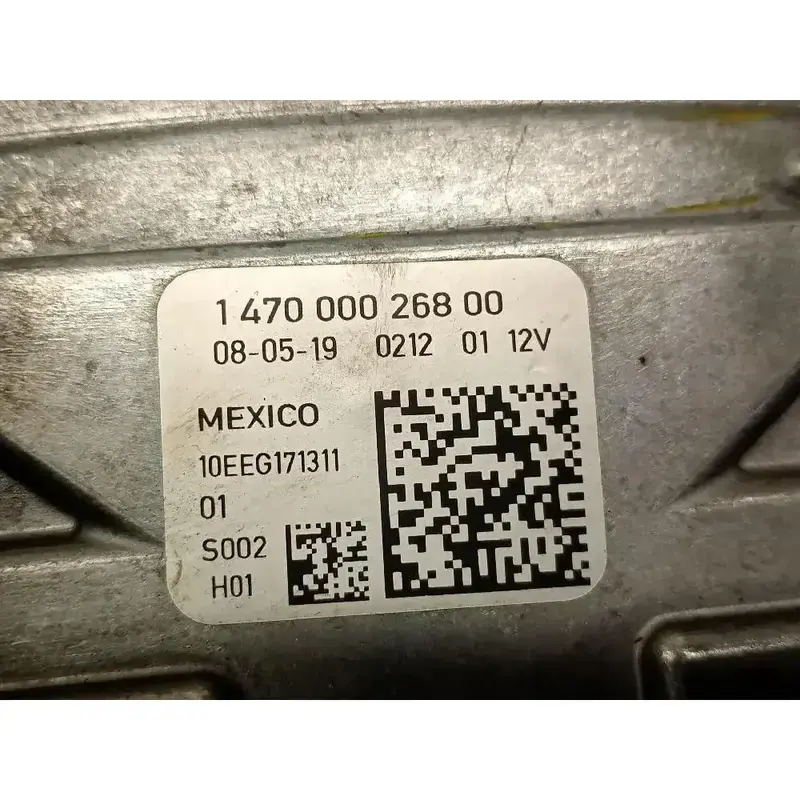 1 470 000 268 00
08-05-19 0212 01 12V
MEXICO
10EEG171311
01
S002
H01